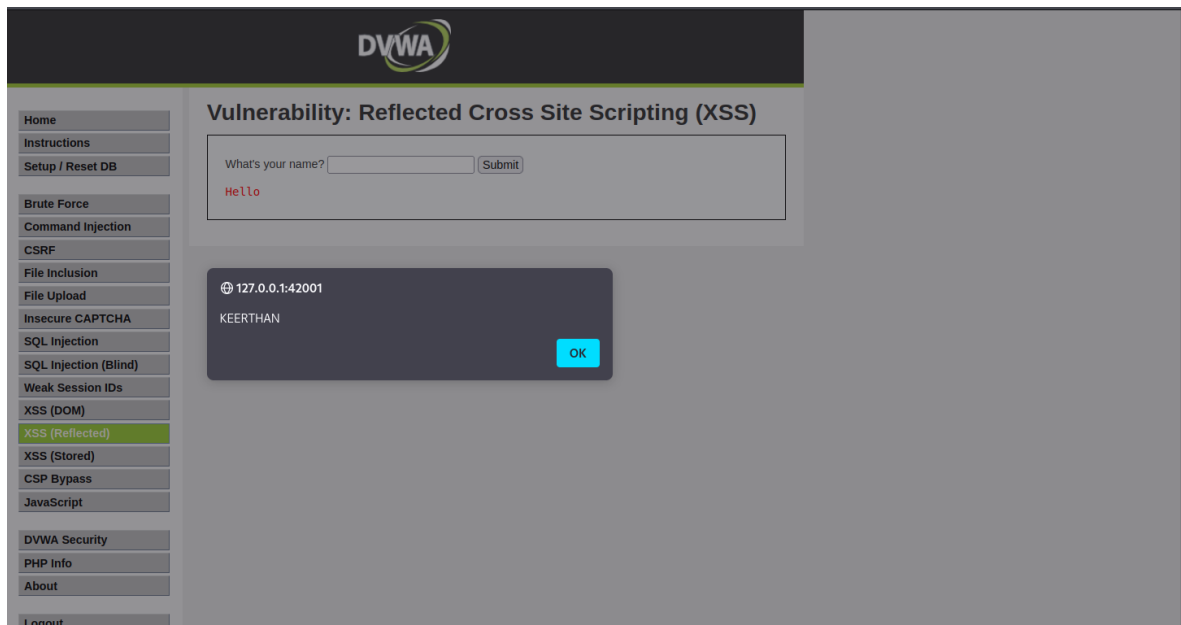 DVWA
Home
Instructions
Setup / Reset DB
Brute Force
Command Injection
CSRF
File Inclusion
File Upload
Insecure CAPTCHA
SQL Injection
SQL Injection (Blind)
Weak Session IDs
XSS (DOM)
XSS (Reflected)
XSS (Stored)
CSP Bypass
JavaScript
DVWA Security
PHP Info
About
Logout
Vulnerability: Reflected Cross Site Scripting (XSS)
What's your name? Submit
Hello
127.0.0.1:42001
KEERTHAN
OK